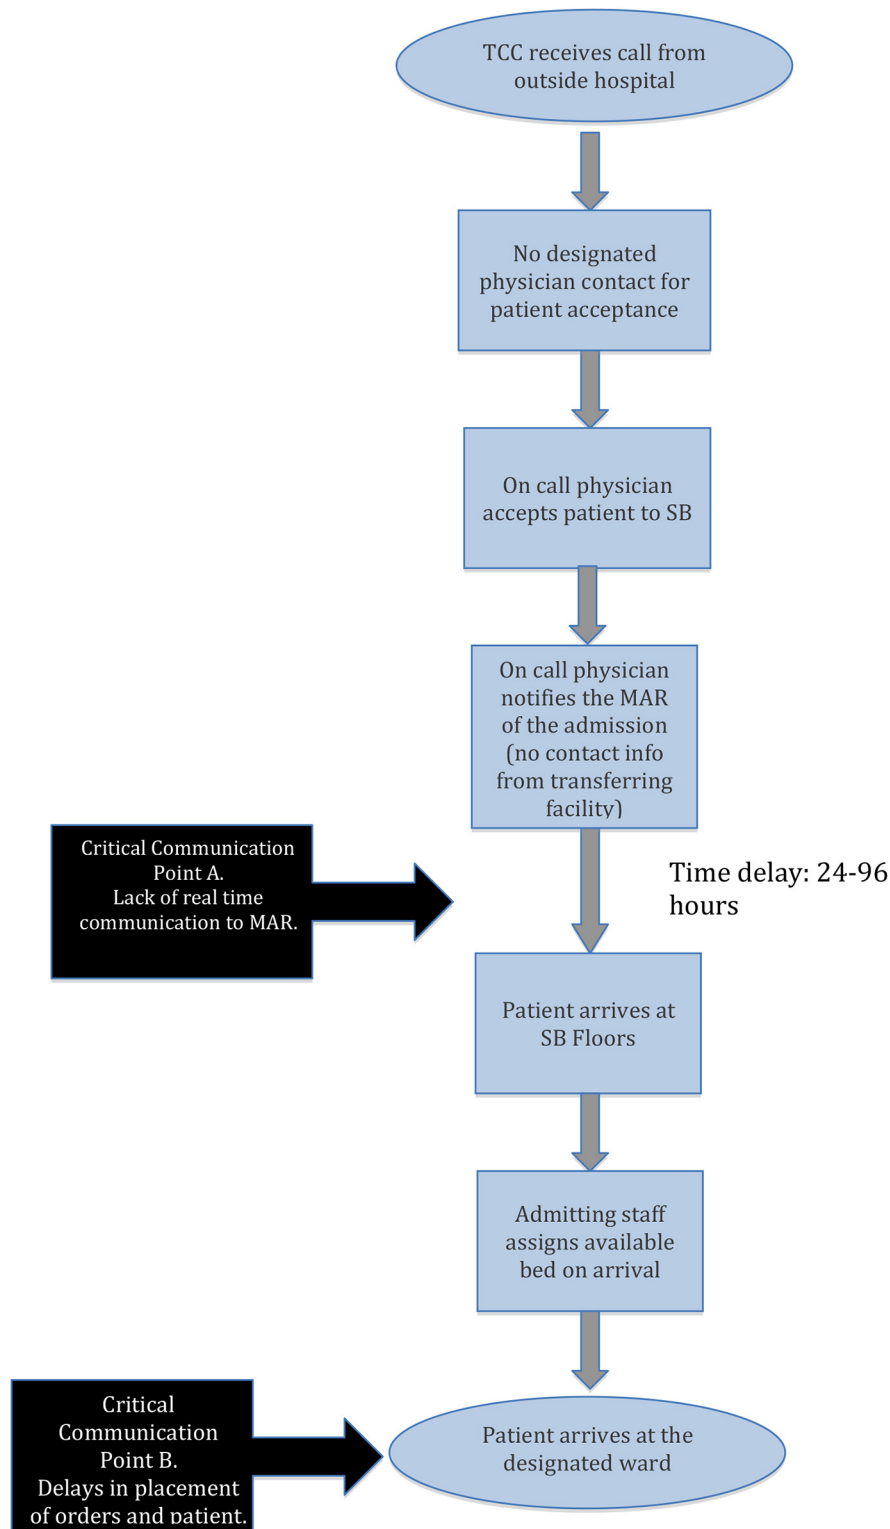 TCC receives call from
outside hospital
No designated
physician contact for
patient acceptance
On call physician
accepts patient to SB
On call physician
notifies the MAR
of the admission
(no contact info
from transferring
facility)
Critical Communication
Point A.
Lack of real time
communication to MAR.
Time delay: 24-96
hours
Patient arrives at
SB Floors
Admitting staff
assigns available
bed on arrival
Critical
Communication
Point B.
Delays in placement
of orders and patient.
Patient arrives at the
designated ward